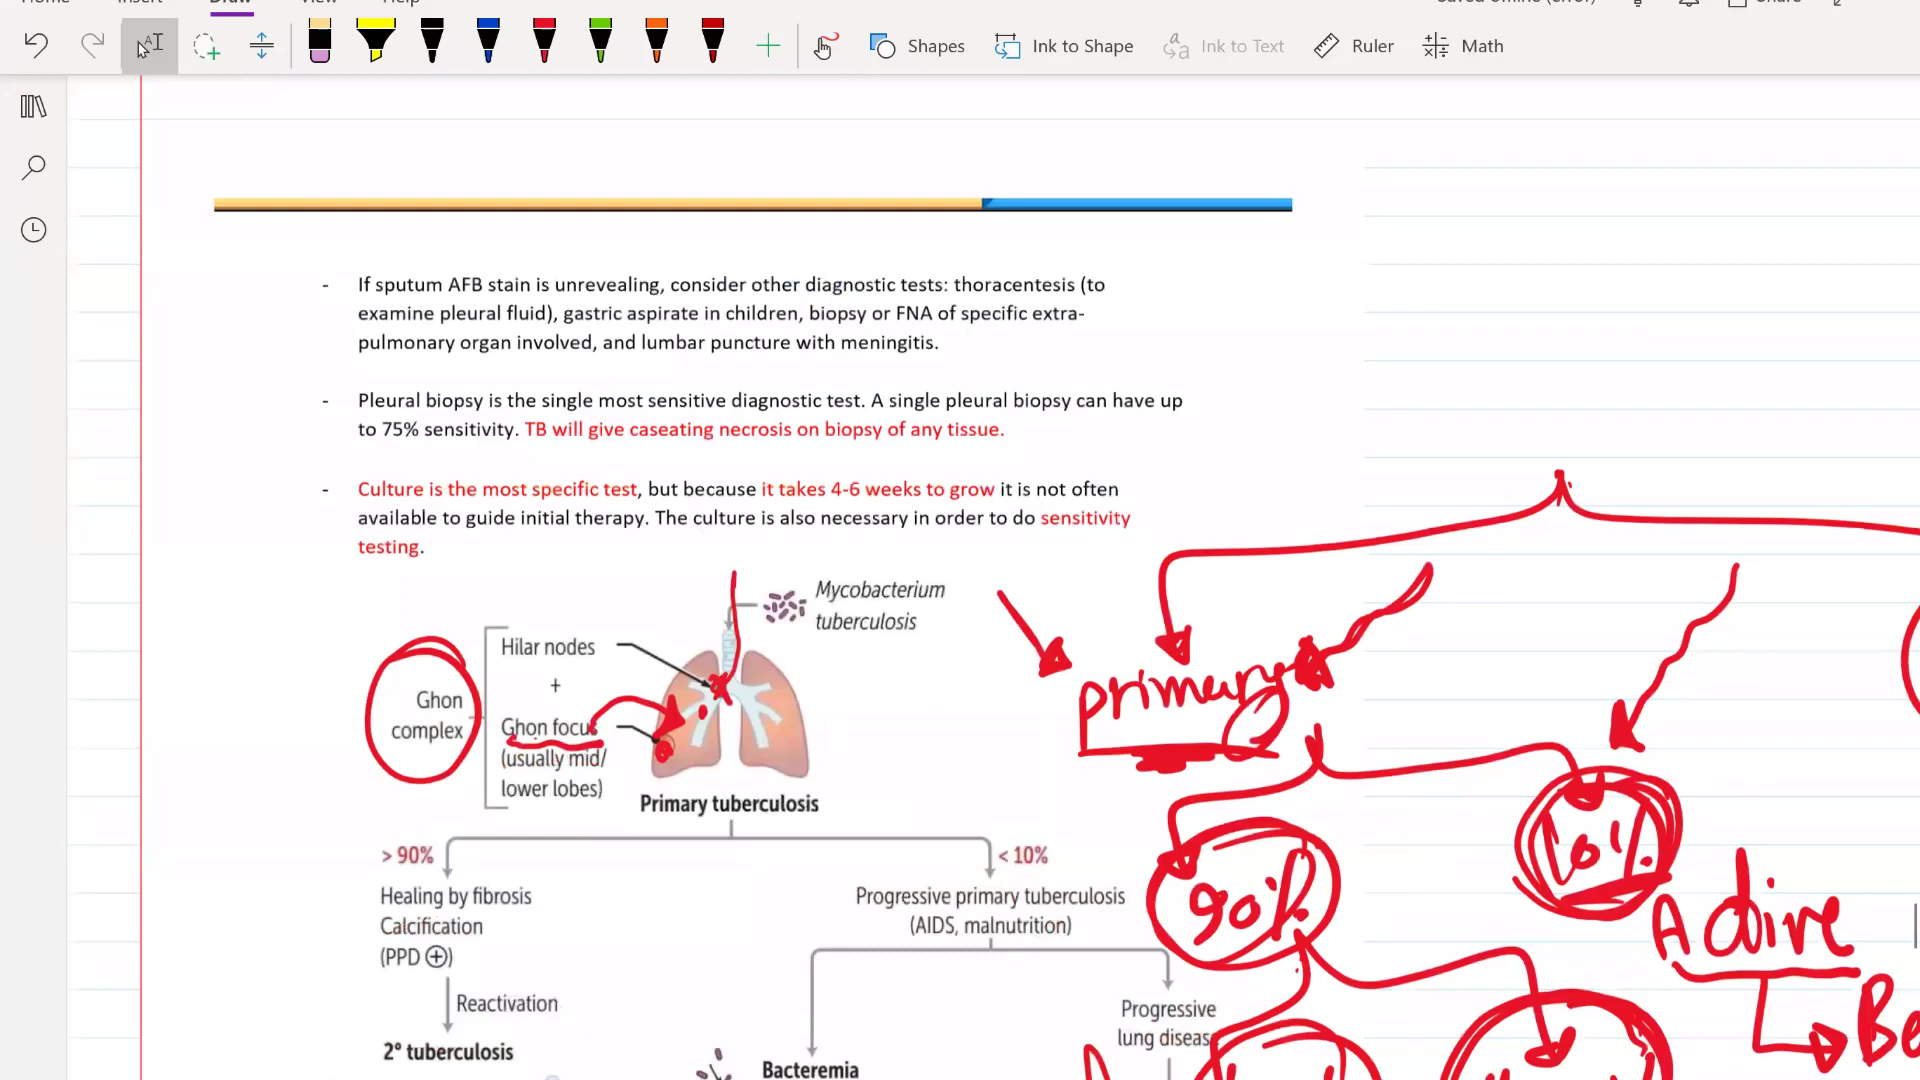 Draw
Shapes
Ink to Shape
Ink to Text
Ruler
Math
- If sputum AFB stain is unrevealing, consider other diagnostic tests: thoracentesis (to
examine pleural fluid), gastric aspirate in children, biopsy or FNA of specific extra-
pulmonary organ involved, and lumbar puncture with meningitis.
- Pleural biopsy is the single most sensitive diagnostic test. A single pleural biopsy can have up
to 75% sensitivity. TB will give caseating necrosis on biopsy of any tissue.
- Culture is the most specific test, but because it takes 4-6 weeks to grow it is not often
available to guide initial therapy. The culture is also necessary in order to do sensitivity
testing.
Mycobacterium
tuberculosis
Hilar nodes
+
Ghon
complex
Ghon focus
(usually mid/
lower lobes)
Primary tuberculosis
primary
> 90%
< 10%
Healing by fibrosis
Calcification
(PPD ⊕)
Progressive primary tuberculosis
(AIDS, malnutrition)
90%
10%
Active
Reactivation
Progressive
lung disease
2° tuberculosis
Bacteremia